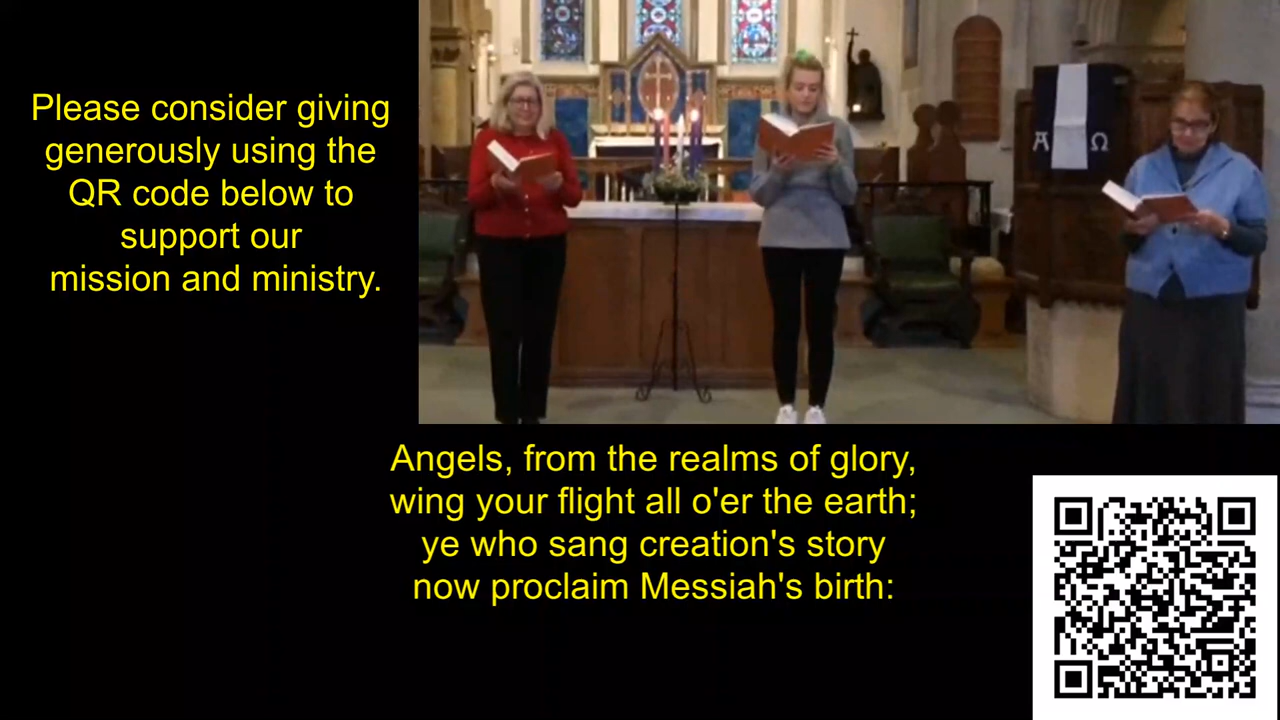 Please consider giving
generously using the
QR code below to
support our
mission and ministry.
Α Ω
Angels, from the realms of glory,
wing your flight all o'er the earth;
ye who sang creation's story
now proclaim Messiah's birth: